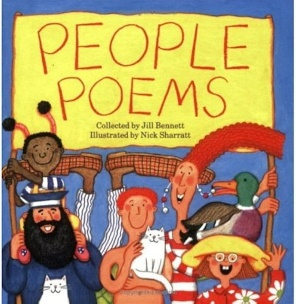 PEOPLE
POEMS
Collected by Jill Bennett
Illustrated by Nick Sharratt